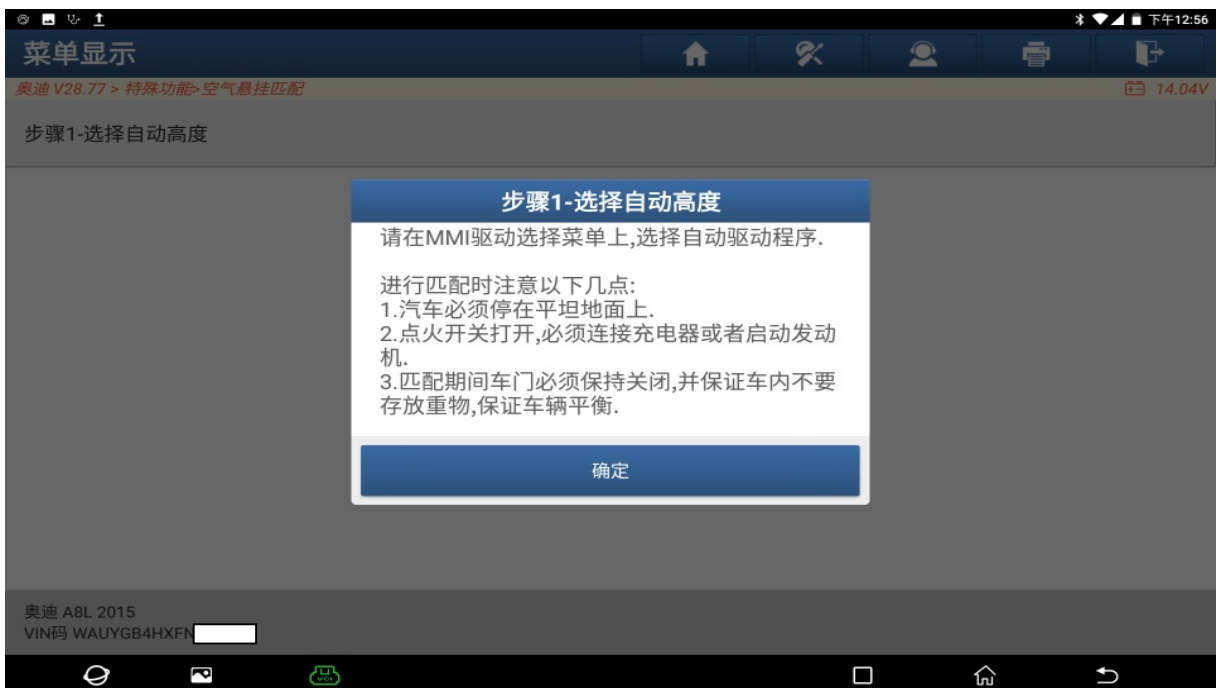 下午12:56
菜单显示
奥迪 V28.77 > 特殊功能>空气悬挂匹配
14.04V
步骤1-选择自动高度
步骤1-选择自动高度
请在MMI驱动选择菜单上,选择自动驱动程序.
进行匹配时注意以下几点:
1.汽车必须停在平坦地面上.
2.点火开关打开,必须连接充电器或者启动发动
机.
3.匹配期间车门必须保持关闭,并保证车内不要
存放重物,保证车辆平衡.
确定
奥迪 A8L 2015
VIN码 WAUYGB4HXFN
VCI